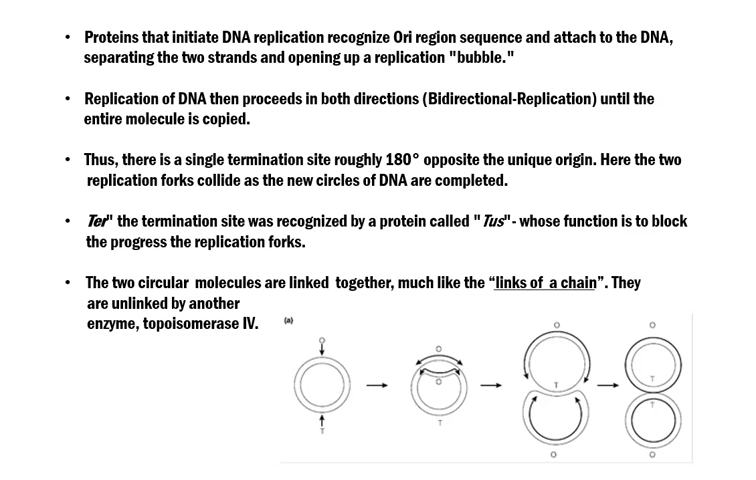 • Proteins that initiate DNA replication recognize Ori region sequence and attach to the DNA,
separating the two strands and opening up a replication "bubble."
• Replication of DNA then proceeds in both directions (Bidirectional-Replication) until the
entire molecule is copied.
• Thus, there is a single termination site roughly 180° opposite the unique origin. Here the two
replication forks collide as the new circles of DNA are completed.
• Ter" the termination site was recognized by a protein called "Tus"- whose function is to block
the progress the replication forks.
• The two circular molecules are linked together, much like the “links of a chain”. They
are unlinked by another
enzyme, topoisomerase IV.
(a)
O
T
O
O
T
O
T
O
O
T
T
O